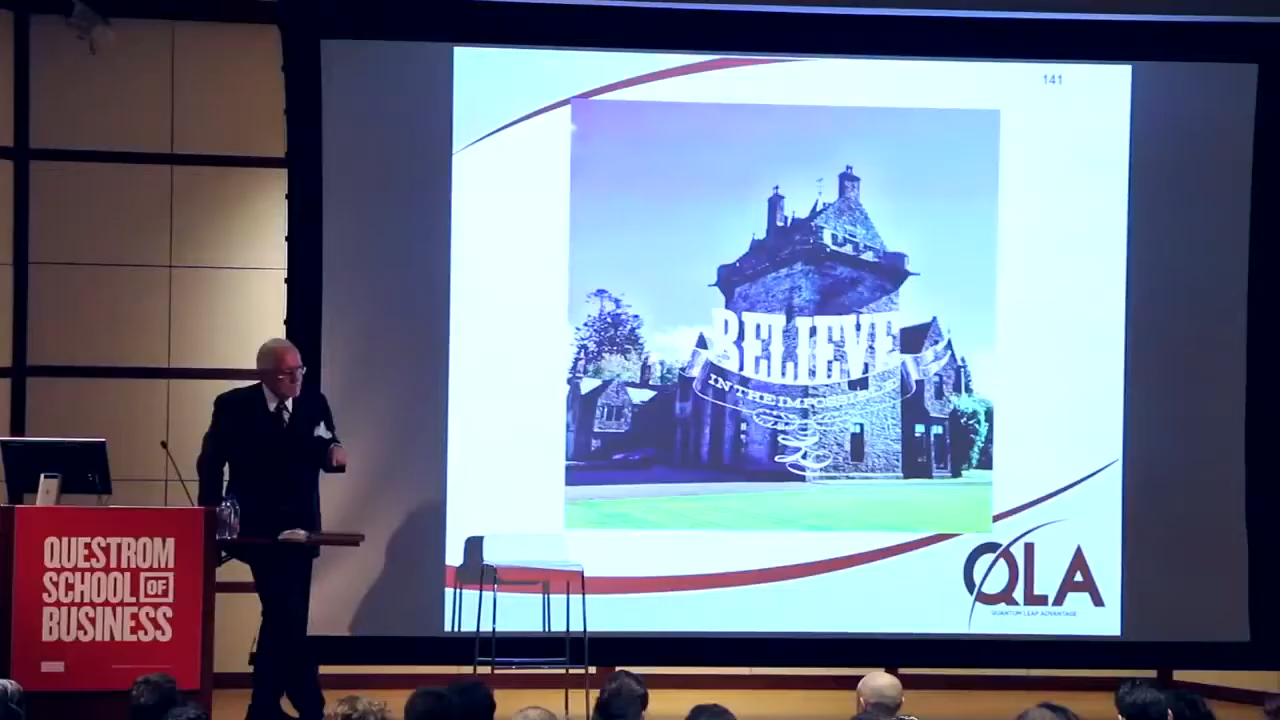 141
BELIEVE
IN THE IMPOSSIBLE
QLA
QUANTUM LEAP ADVANTAGE
QUESTROM
SCHOOL OF
BUSINESS